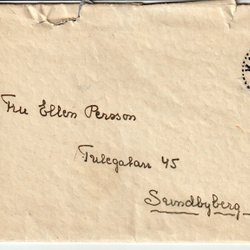 Fru Ellen Persson
Tulegatan 45
Sundbyberg